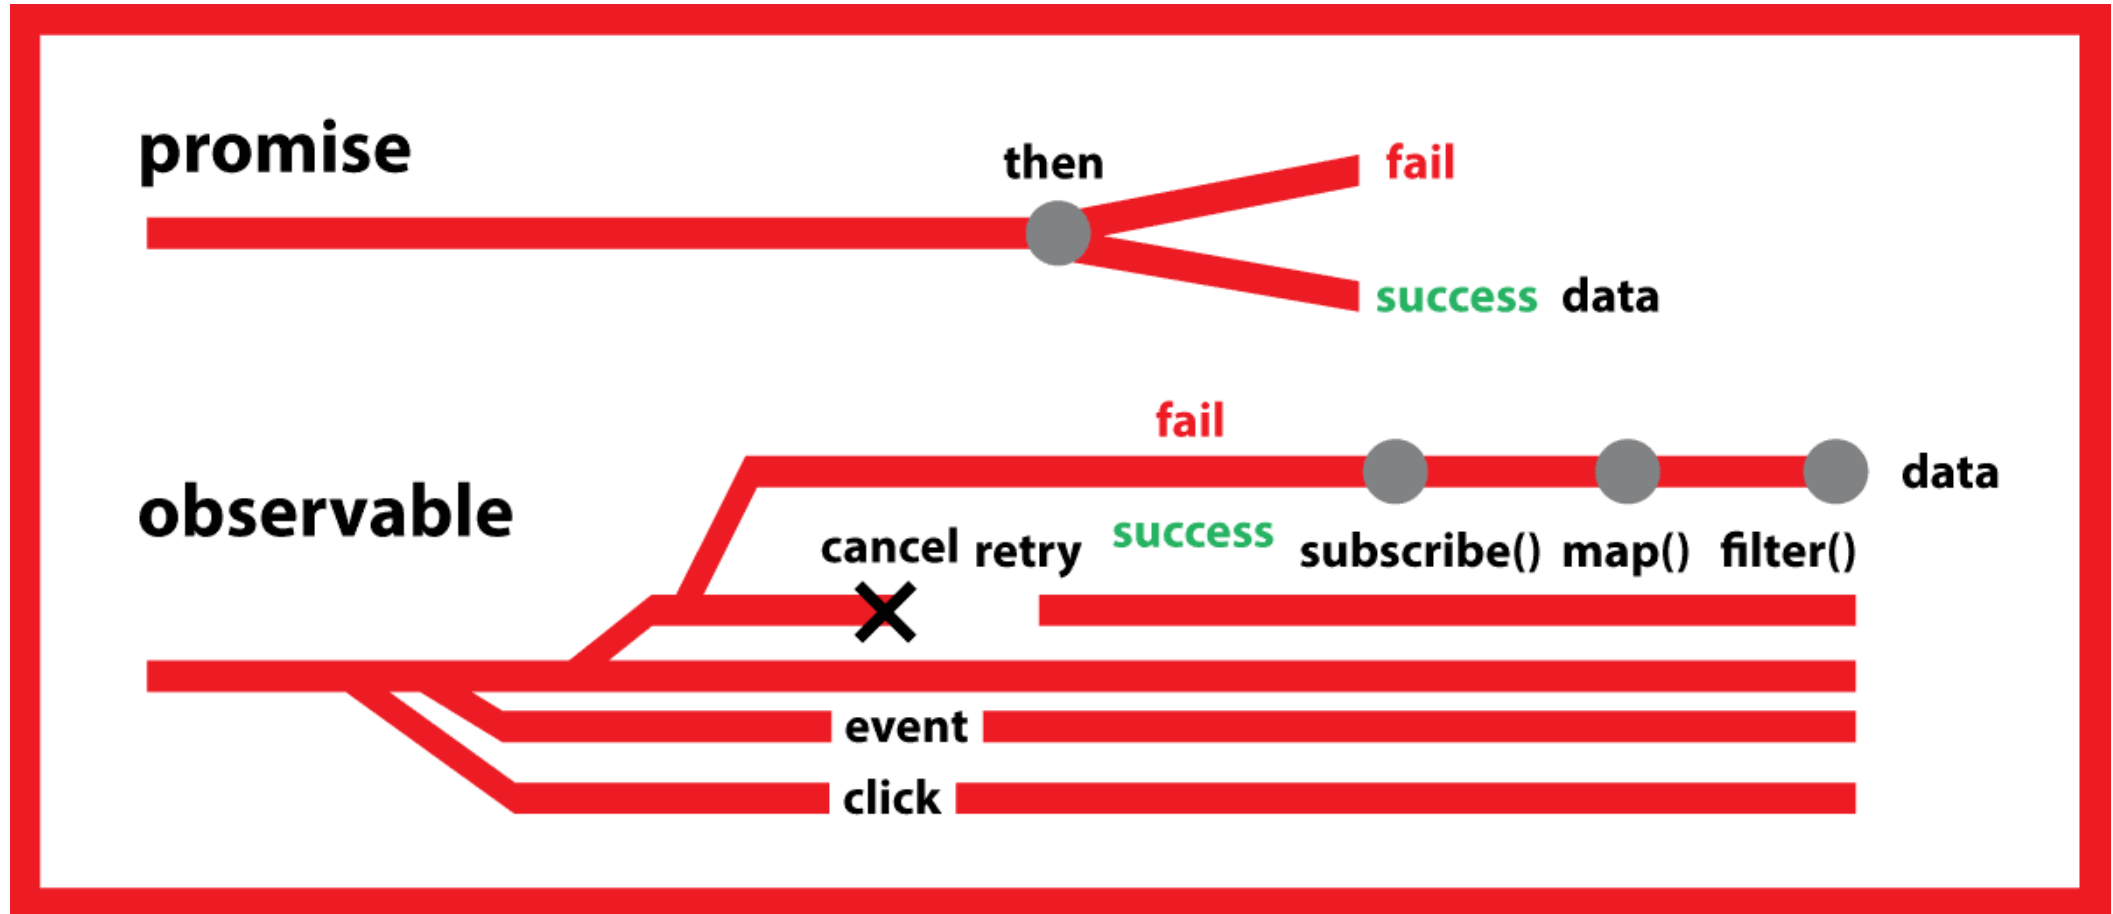 promise
then
fail
success data
observable
fail
data
cancel retry success subscribe() map() filter()
event
click